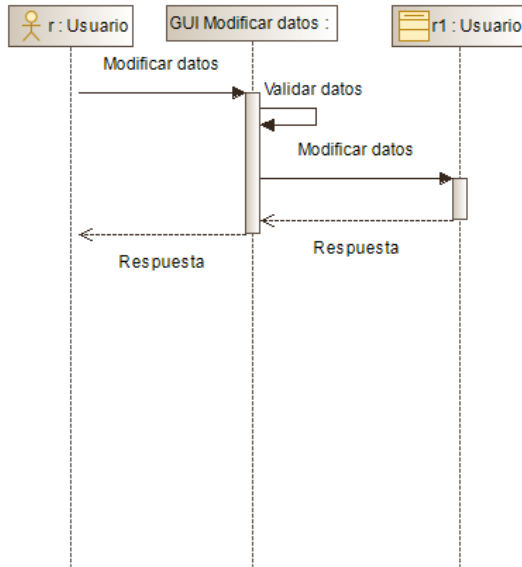 r : Usuario
GUI Modificar datos :
r1 : Usuario
Modificar datos
Validar datos
Modificar datos
Respuesta
Respuesta